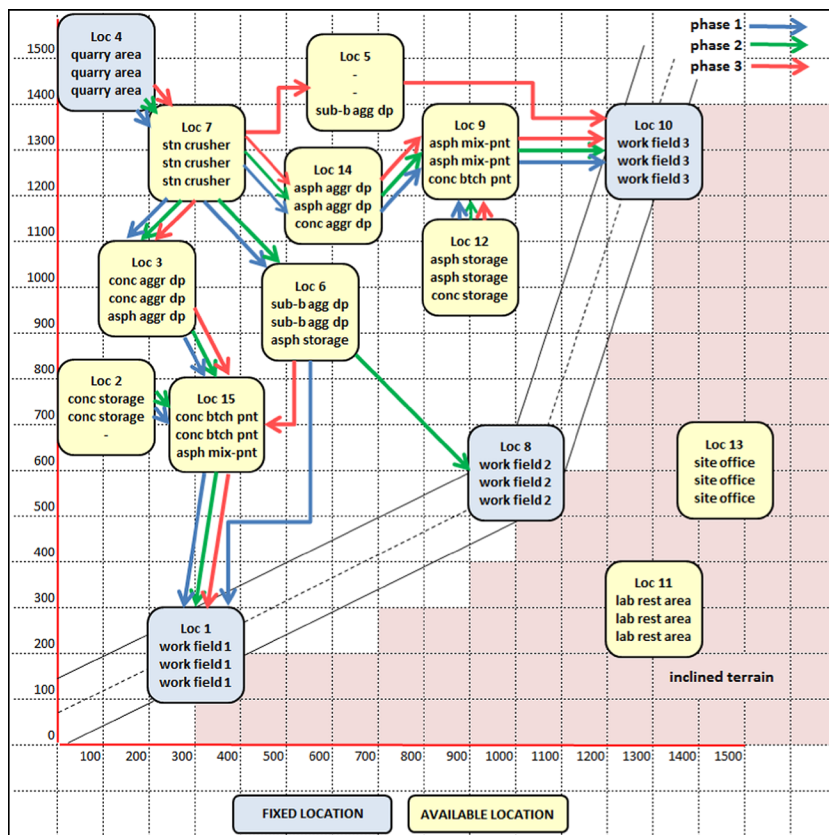 Loc 4
quarry area
quarry area
quarry area
Loc 5
-
-
sub-b agg dp
phase 1
phase 2
phase 3
Loc 7
stn crusher
stn crusher
stn crusher
Loc 9
asph mix-pnt
asph mix-pnt
conc btch pnt
Loc 10
work field 3
work field 3
work field 3
Loc 14
asph aggr dp
asph aggr dp
conc aggr dp
Loc 12
asph storage
asph storage
conc storage
Loc 3
conc aggr dp
conc aggr dp
asph aggr dp
Loc 6
sub-b agg dp
sub-b agg dp
asph storage
Loc 2
conc storage
conc storage
-
Loc 15
conc btch pnt
conc btch pnt
asph mix-pnt
Loc 8
work field 2
work field 2
work field 2
Loc 13
site office
site office
site office
Loc 11
lab rest area
lab rest area
lab rest area
Loc 1
work field 1
work field 1
work field 1
inclined terrain
1500
1400
1300
1200
1100
1000
900
800
700
600
500
400
300
200
100
0
100 200 300 400 500 600 700 800 900 1000 1100 1200 1300 1400 1500
FIXED LOCATION
AVAILABLE LOCATION